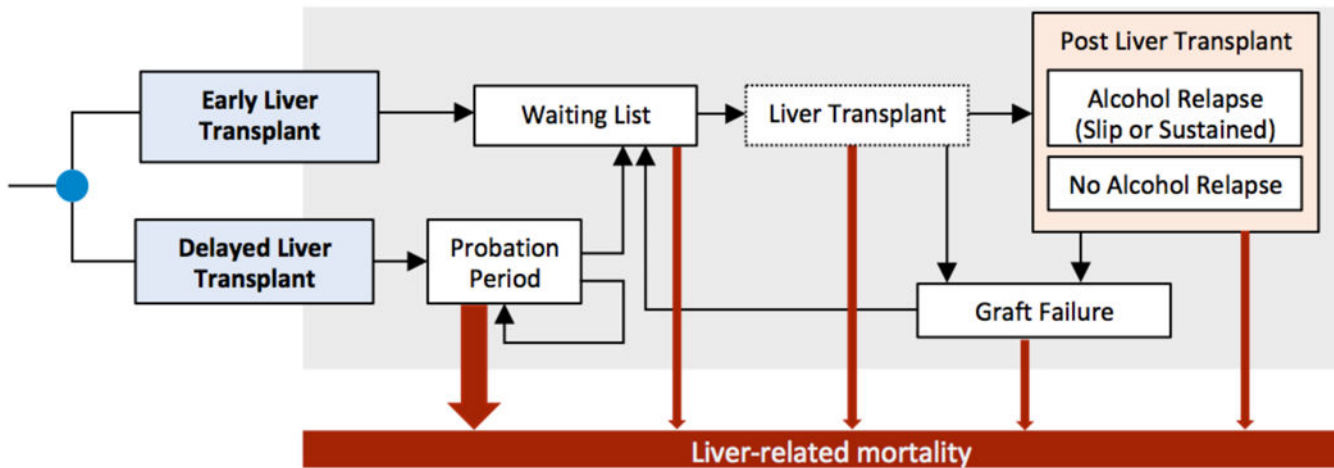 Early Liver
Transplant
Delayed Liver
Transplant
Probation
Period
Waiting List
Liver Transplant
Post Liver Transplant
Alcohol Relapse
(Slip or Sustained)
No Alcohol Relapse
Graft Failure
Liver-related mortality